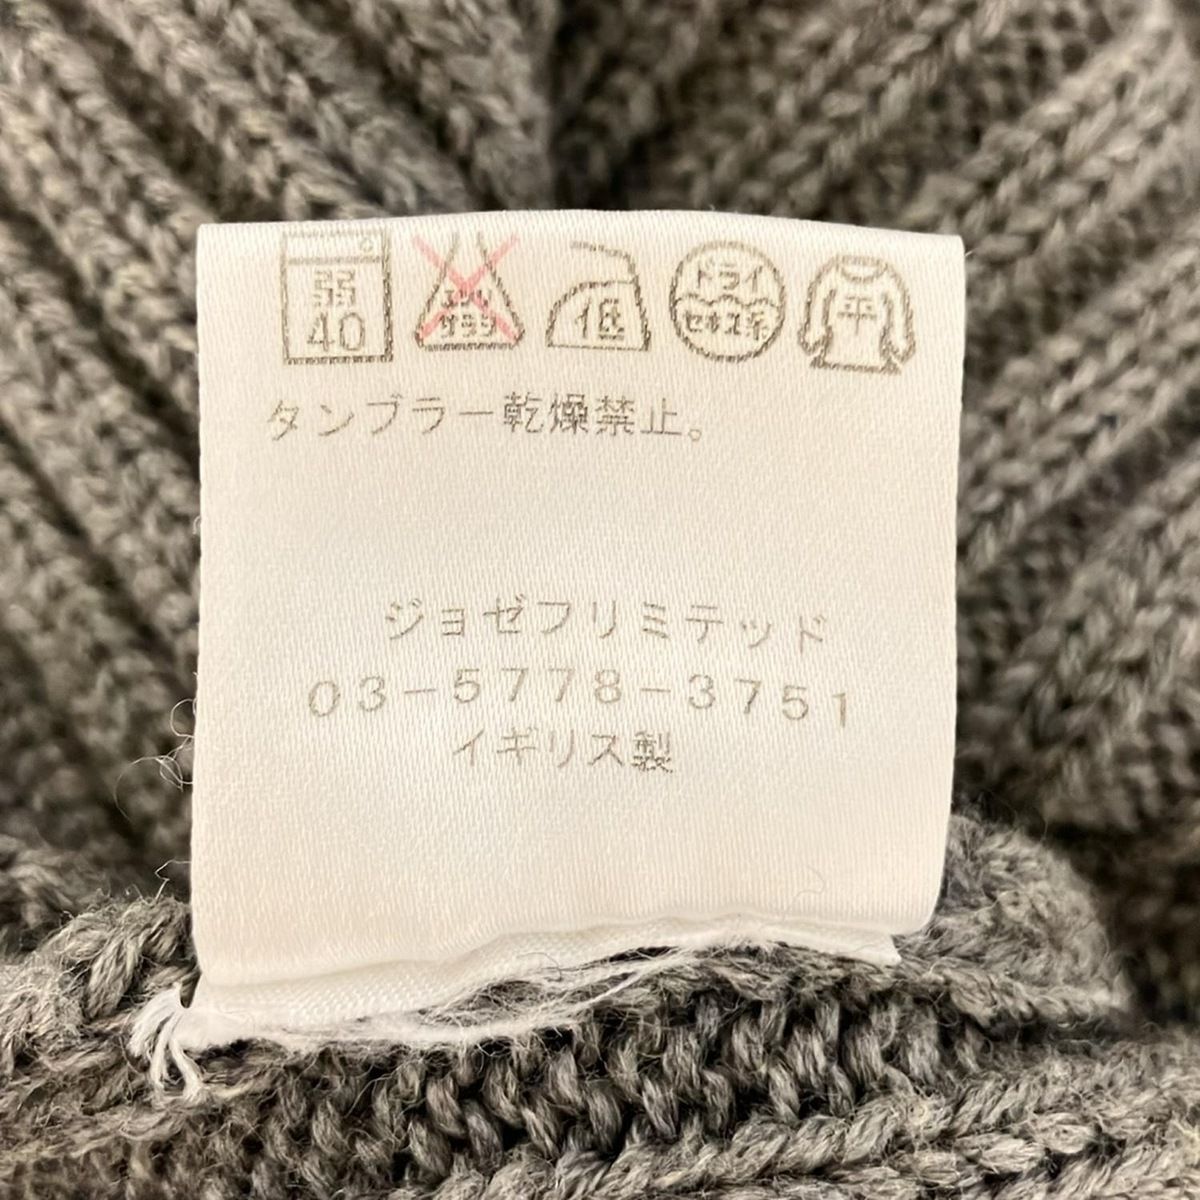 弱 40
エンソ サラシ
低
ドライ セキユ系
平
タンブラー乾燥禁止。
ジョゼフリミテッド
03-5778-3751
イギリス製